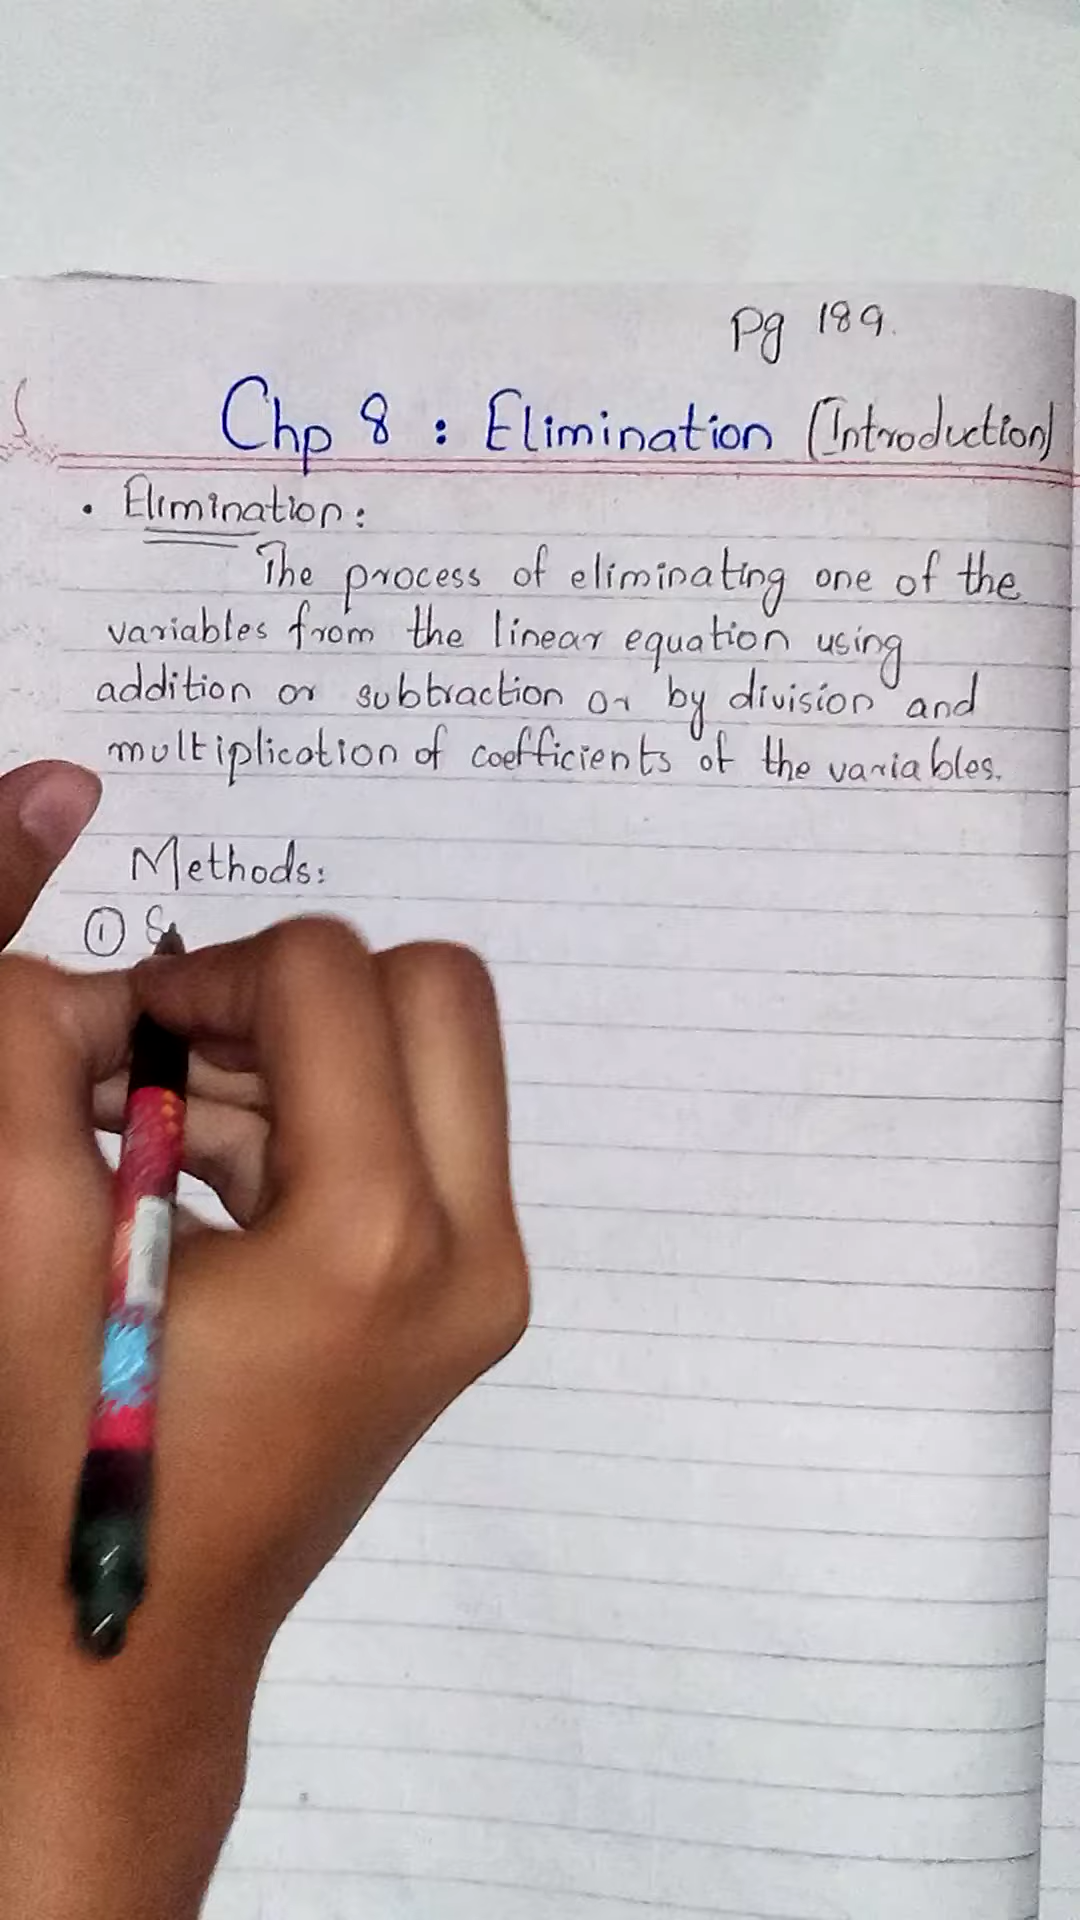 Pg 189.
Chp 8 : Elimination (Introduction)
• Elimination:
The process of eliminating one of the
variables from the linear equation using
addition or subtraction or by division and
multiplication of coefficients of the variables.
Methods:
① S